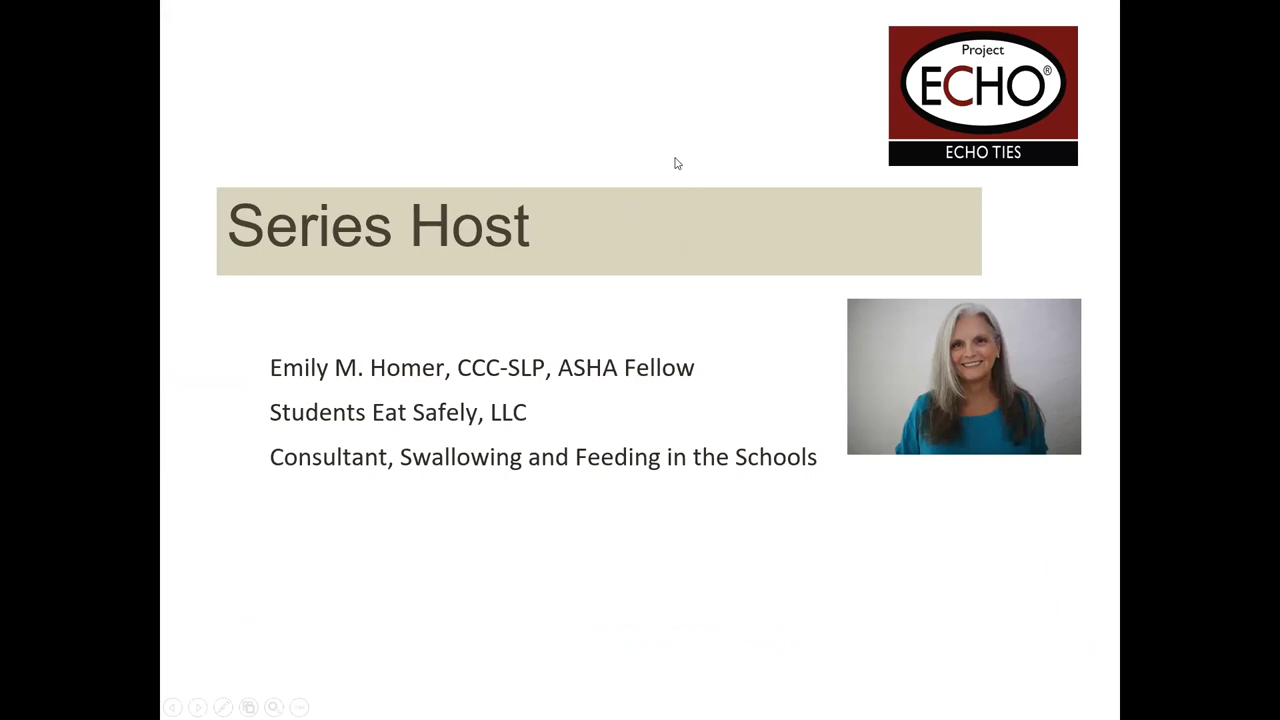 Project
ECHO®
ECHO TIES
Series Host
Emily M. Homer, CCC-SLP, ASHA Fellow
Students Eat Safely, LLC
Consultant, Swallowing and Feeding in the Schools